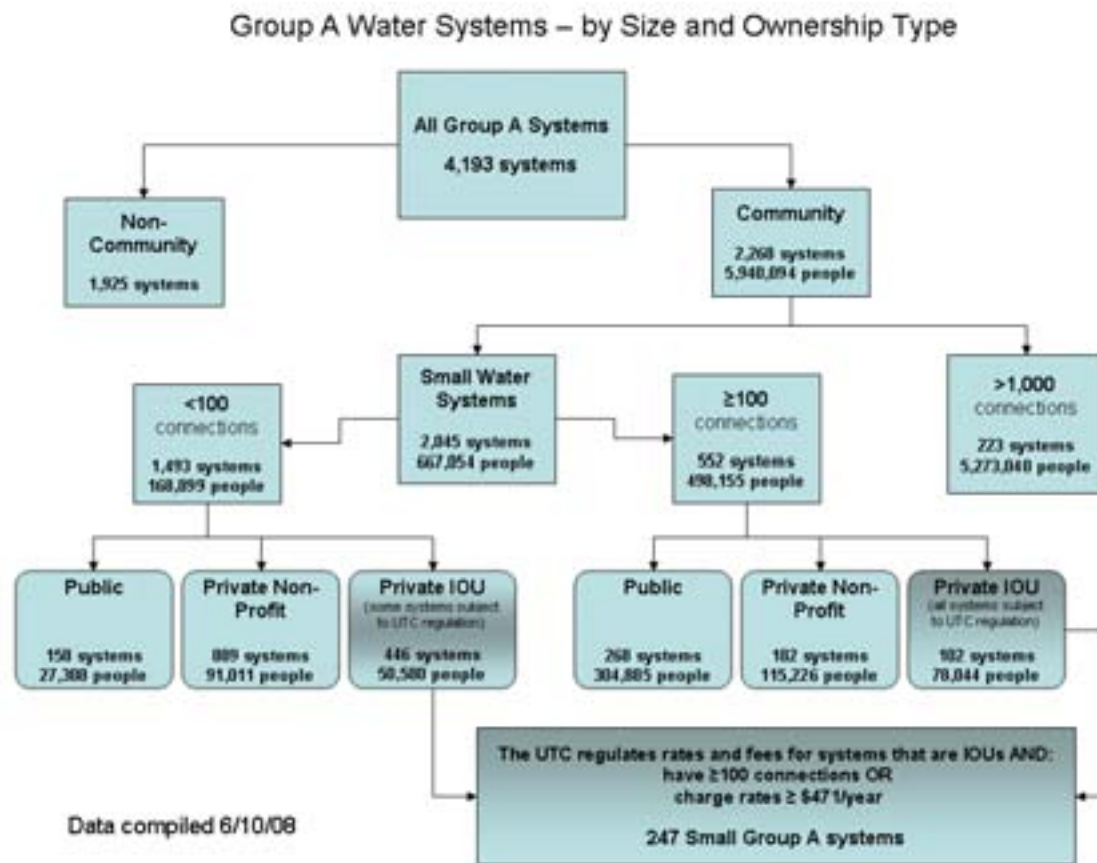 Group A Water Systems – by Size and Ownership Type
All Group A Systems
4,193 systems
Non-
Community
1,925 systems
Community
2,268 systems
5,940,094 people
<100
connections
1,493 systems
168,899 people
Small Water
Systems
2,045 systems
667,054 people
≥100
connections
552 systems
498,155 people
>1,000
connections
223 systems
5,273,040 people
Public
158 systems
27,308 people
Private Non-
Profit
889 systems
91,011 people
Private IOU
(some systems subject
to UTC regulation)
446 systems
50,580 people
Public
268 systems
304,885 people
Private Non-
Profit
182 systems
115,226 people
Private IOU
(all systems subject
to UTC regulation)
102 systems
78,044 people
The UTC regulates rates and fees for systems that are IOUs AND:
have ≥100 connections OR
charge rates ≥ $471/year
247 Small Group A systems
Data compiled 6/10/08